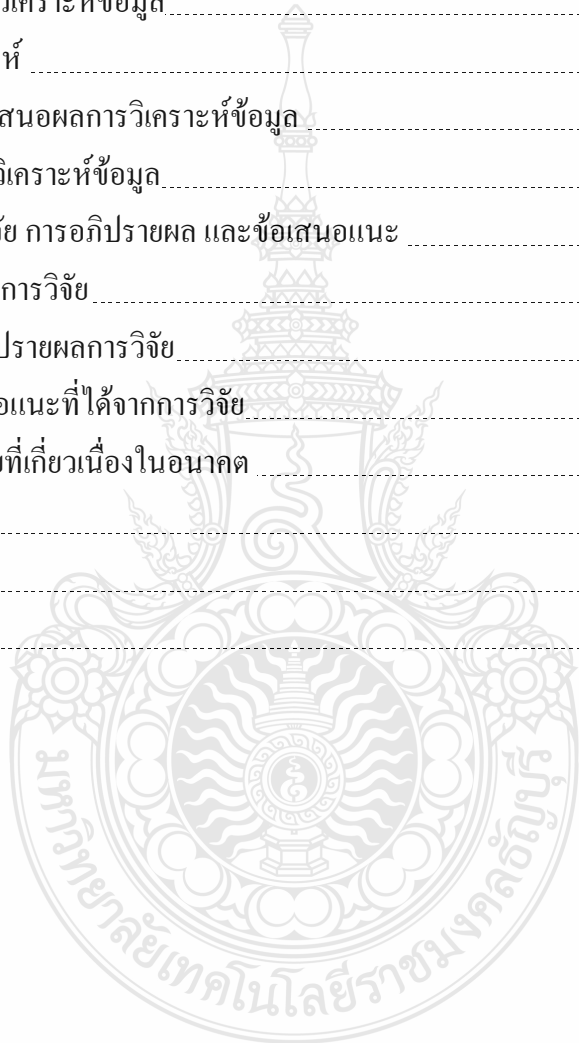 วิเคราะห์ข้อมูล
ห์
เสนอผลการวิเคราะห์ข้อมูล
วิเคราะห์ข้อมูล
วิจัย การอภิปรายผล และข้อเสนอแนะ
การวิจัย
ปรายผลการวิจัย
อแนะที่ได้จากการวิจัย
ที่เกี่ยวเนื่องในอนาคต
มหาวิทยาลัยเทคโนโลยีราชมงคลธัญบุรี